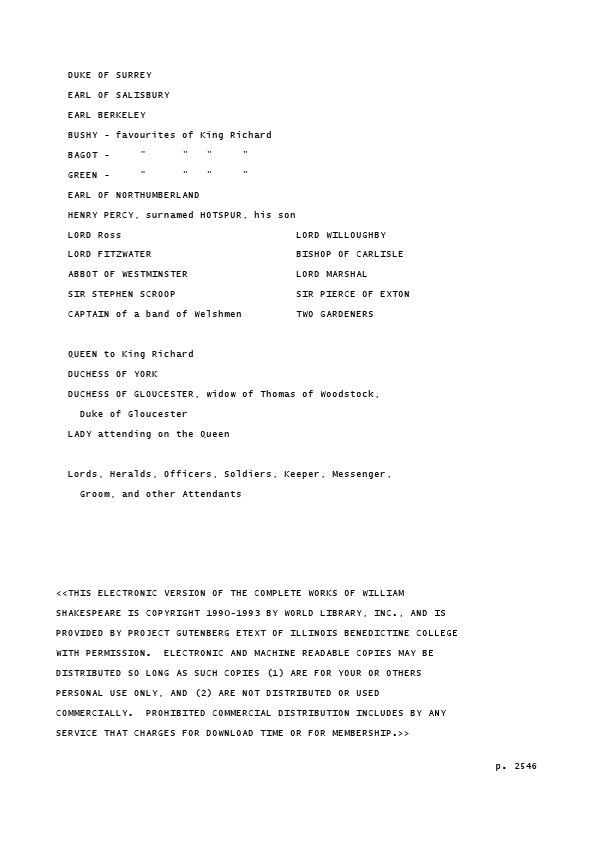 DUKE OF SURREY
EARL OF SALISBURY
EARL BERKELEY
BUSHY - favourites of King Richard
BAGOT -     "      "   "     "
GREEN -     "      "   "     "
EARL OF NORTHUMBERLAND
HENRY PERCY, surnamed HOTSPUR, his son
LORD Ross                             LORD WILLOUGHBY
LORD FITZWATER                        BISHOP OF CARLISLE
ABBOT OF WESTMINSTER                  LORD MARSHAL
SIR STEPHEN SCROOP                    SIR PIERCE OF EXTON
CAPTAIN of a band of Welshmen         TWO GARDENERS
QUEEN to King Richard
DUCHESS OF YORK
DUCHESS OF GLOUCESTER, widow of Thomas of Woodstock,
Duke of Gloucester
LADY attending on the Queen
Lords, Heralds, Officers, Soldiers, Keeper, Messenger,
Groom, and other Attendants
<<THIS ELECTRONIC VERSION OF THE COMPLETE WORKS OF WILLIAM
SHAKESPEARE IS COPYRIGHT 1990-1993 BY WORLD LIBRARY, INC., AND IS
PROVIDED BY PROJECT GUTENBERG ETEXT OF ILLINOIS BENEDICTINE COLLEGE
WITH PERMISSION.  ELECTRONIC AND MACHINE READABLE COPIES MAY BE
DISTRIBUTED SO LONG AS SUCH COPIES (1) ARE FOR YOUR OR OTHERS
PERSONAL USE ONLY, AND (2) ARE NOT DISTRIBUTED OR USED
COMMERCIALLY.  PROHIBITED COMMERCIAL DISTRIBUTION INCLUDES BY ANY
SERVICE THAT CHARGES FOR DOWNLOAD TIME OR FOR MEMBERSHIP.>>
p. 2546